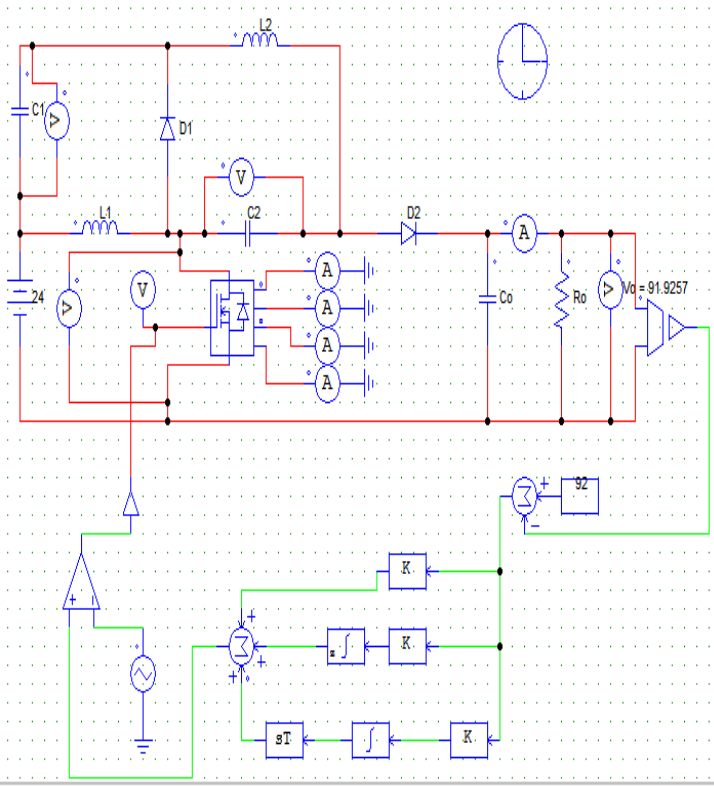 L2
C1
V
D1
V
L1
C2
D2
24
V
V
A
A
Co
Ro
V
Vo = 91.9257
A
A
A
+
92
Σ
−
K
+
+ −
Σ
+
+
∫
K
sT
∫
K